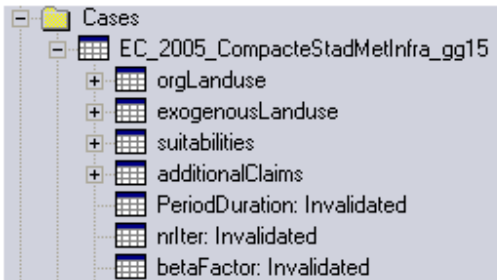 Cases
EC_2005_CompacteStadMetInfra_gg15
orgLanduse
exogenousLanduse
suitabilities
additionalClaims
PeriodDuration: Invalidated
nrIter: Invalidated
betaFactor: Invalidated